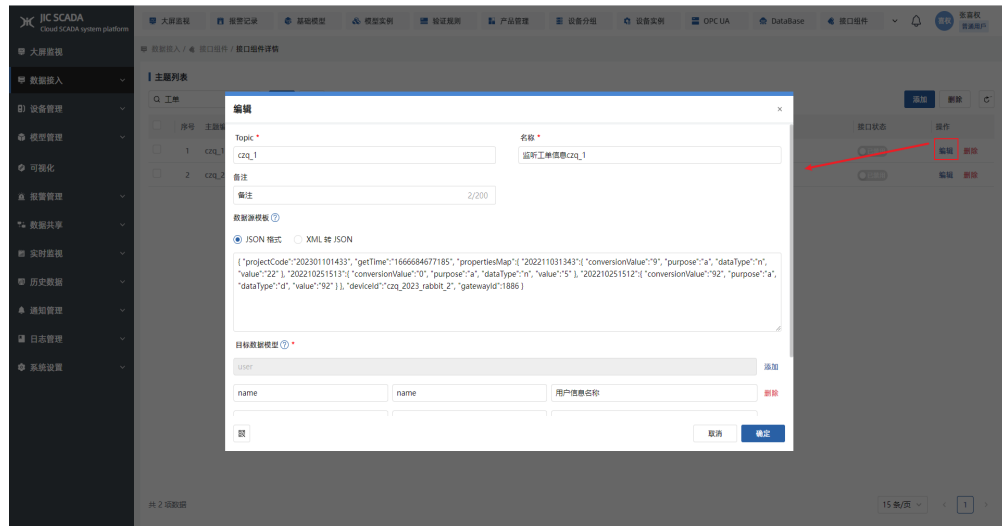 JIC SCADA
Cloud SCADA system platform
大屏监视
报警记录
基础模型
模型实例
验证规则
产品管理
设备分组
设备实例
OPC UA
DataBase
接口组件
喜权
张喜权
普通用户
大屏监视
数据接入 / 接口组件 / 接口组件详情
数据接入
主题列表
设备管理
工单
添加
删除
编辑
×
序号
主题
接口状态
操作
模型管理
Topic *
名称 *
1
czq_1
czq_1
监听工单信息czq_1
编辑
删除
可视化
备注
2
czq_2
编辑
删除
备注
2/200
报警管理
数据源模板
数据共享
JSON 格式
XML 转 JSON
实时监视
{ "projectCode":"202301101433", "getTime":"1666684677185", "propertiesMap":{ "202211031343":{ "conversionValue":"9", "purpose":"a", "dataType":"n",
"value":"22" }, "202210251513":{ "conversionValue":"0", "purpose":"a", "dataType":"n", "value":"5" }, "202210251512":{ "conversionValue":"92", "purpose":"a",
"dataType":"d", "value":"92" } }, "deviceId":"czq_2023_rabbit_2", "gatewayId":1886 }
历史数据
通知管理
日志管理
目标数据模型 *
系统设置
user
添加
name
name
用户信息名称
删除
取消
确定
共 2 项数据
15 条/页
1